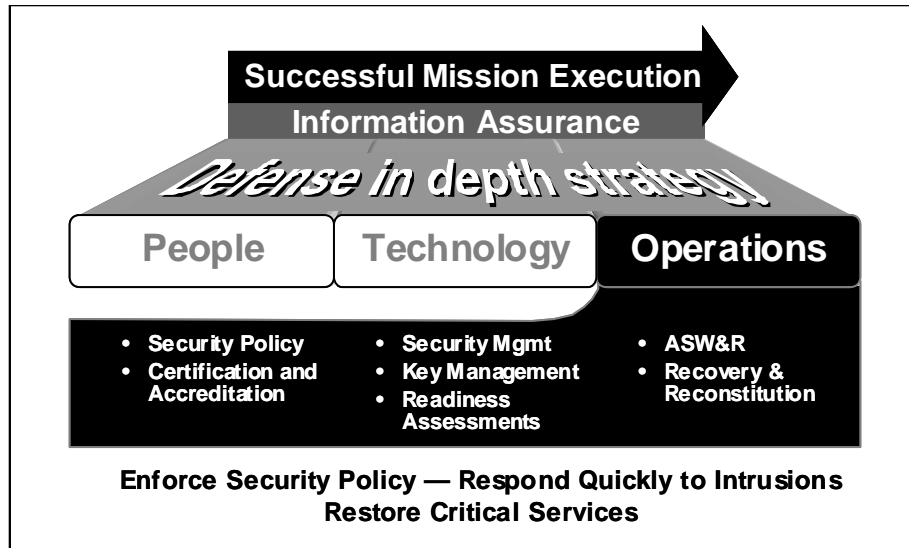 Successful Mission Execution
Information Assurance
Defense in depth strategy
People
Technology
Operations
• Security Policy
• Certification and
Accreditation
• Security Mgmt
• Key Management
• Readiness
Assessments
• ASW&R
• Recovery &
Reconstitution
Enforce Security Policy — Respond Quickly to Intrusions
Restore Critical Services